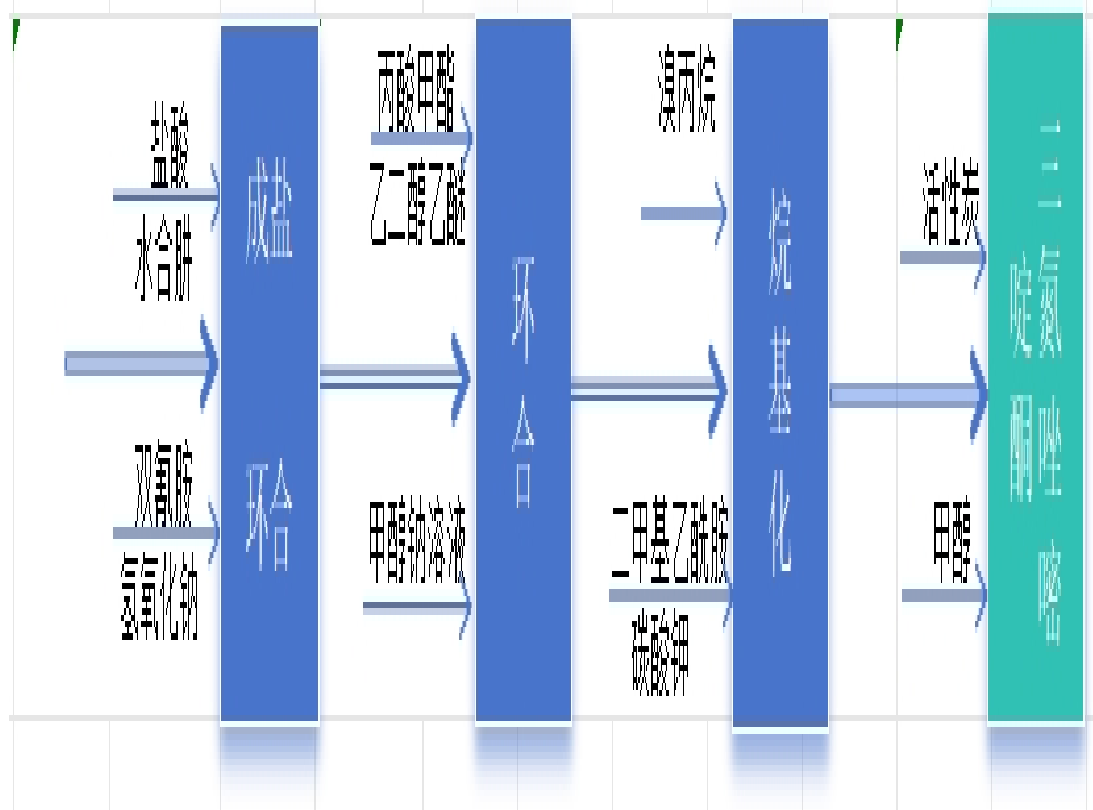 盐酸
水合肼
双氰胺
氢氧化钠
成盐
环合
丙酸甲酯
乙二醇乙醚
甲醇钠溶液
环合
溴丙烷
二甲基乙酰胺
碳酸钾
烷基化
活性炭
甲醇
三氮唑嘧
啶酮